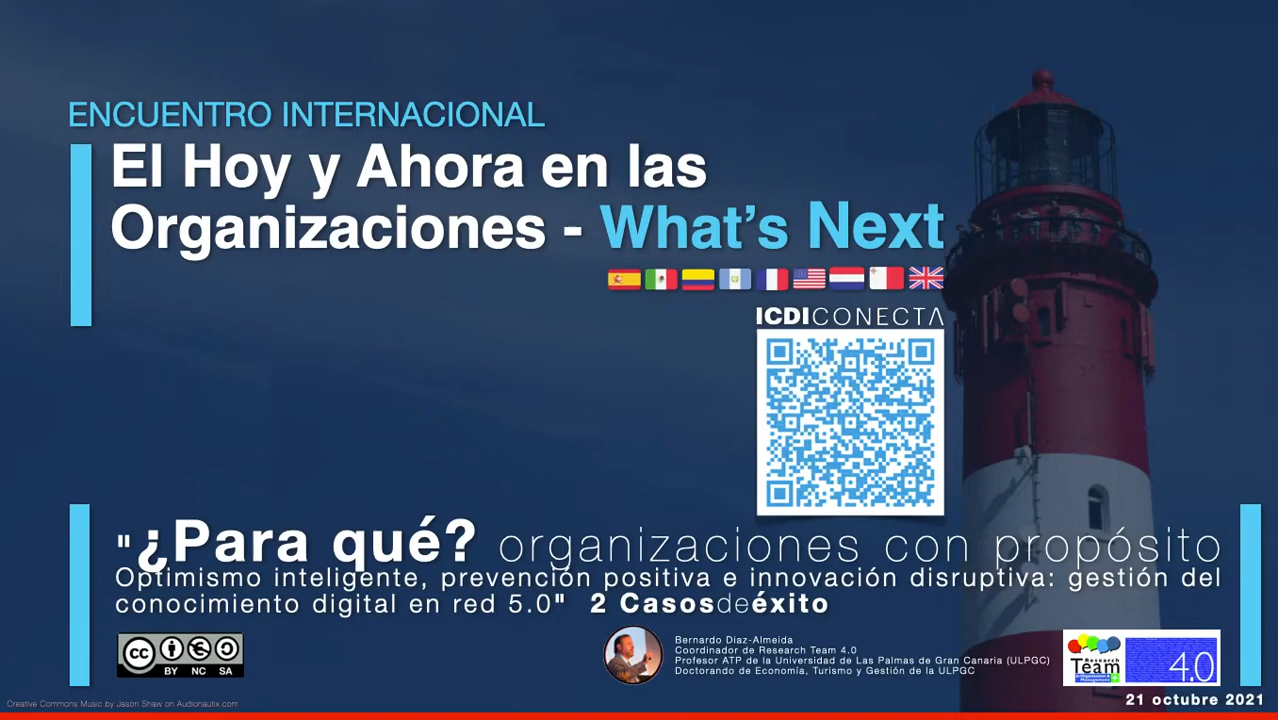 ENCUENTRO INTERNACIONAL
El Hoy y Ahora en las
Organizaciones - What's Next
ICDICONECTA
"¿Para qué? organizaciones con propósito
Optimismo inteligente, prevención positiva e innovación disruptiva: gestión del
conocimiento digital en red 5.0" 2 Casosdeéxito
cc BY NC SA
Bernardo Diaz-Almeida
Coordinador de Research Team 4.0
Profesor ATP de la Universidad de Las Palmas de Gran Canaria (ULPGC)
Doctorando de Economía, Turismo y Gestión de la ULPGC
Research
Team
4.0
21 octubre 2021
Creative Commons Music by Jason Shaw on Audionautix.com